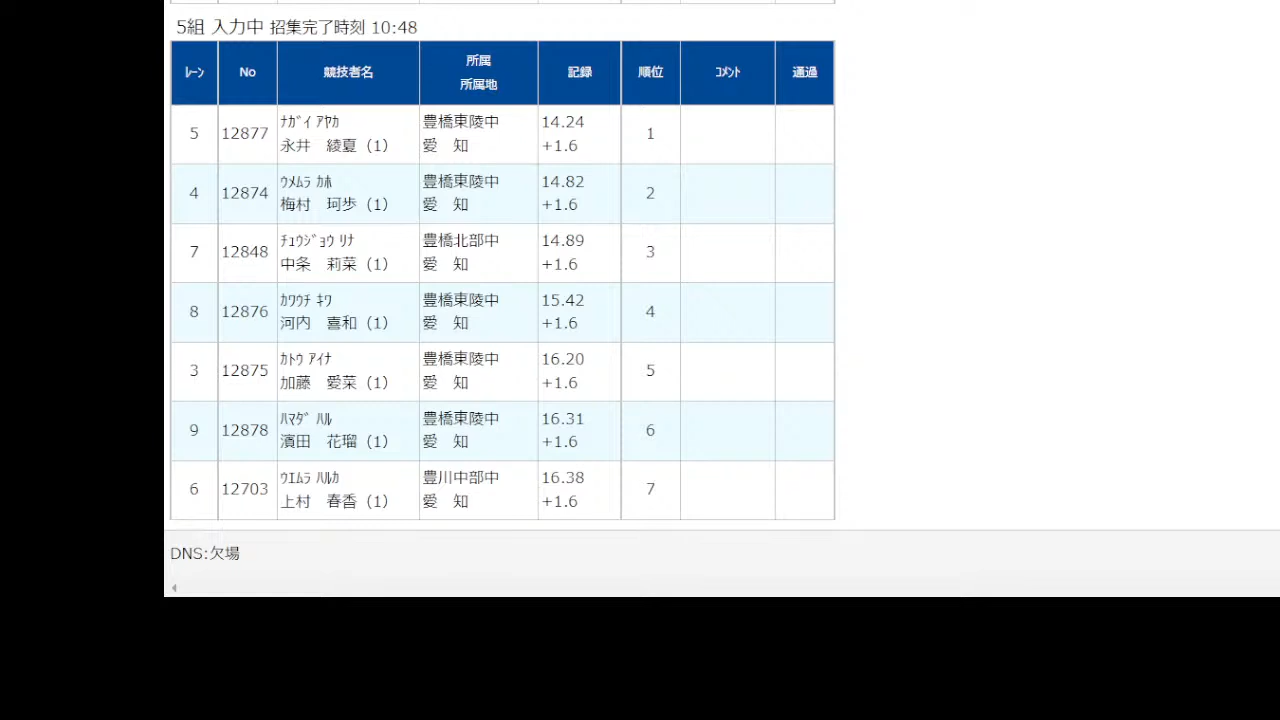 5組 入力中 招集完了時刻 10:48
ﾚｰﾝ No 競技者名 所属 所属地 記録 順位 ｺﾒﾝﾄ 通過
5 12877 ﾅｶﾞｲ ｱﾔｶ 豊橋東陵中 14.24 1
永井　綾夏 (1) 愛　知 +1.6
4 12874 ｳﾒﾑﾗ ｶﾎ 豊橋東陵中 14.82 2
梅村　珂歩 (1) 愛　知 +1.6
7 12848 ﾁｭｳｼﾞｮｳ ﾘﾅ 豊橋北部中 14.89 3
中条　莉菜 (1) 愛　知 +1.6
8 12876 ｶﾜｳﾁ ｷﾜ 豊橋東陵中 15.42 4
河内　喜和 (1) 愛　知 +1.6
3 12875 ｶﾄｳ ｱｲﾅ 豊橋東陵中 16.20 5
加藤　愛菜 (1) 愛　知 +1.6
9 12878 ﾊﾏﾀﾞ ﾊﾙ 豊橋東陵中 16.31 6
濱田　花瑠 (1) 愛　知 +1.6
6 12703 ｳｴﾑﾗ ﾊﾙｶ 豊川中部中 16.38 7
上村　春香 (1) 愛　知 +1.6
DNS:欠場